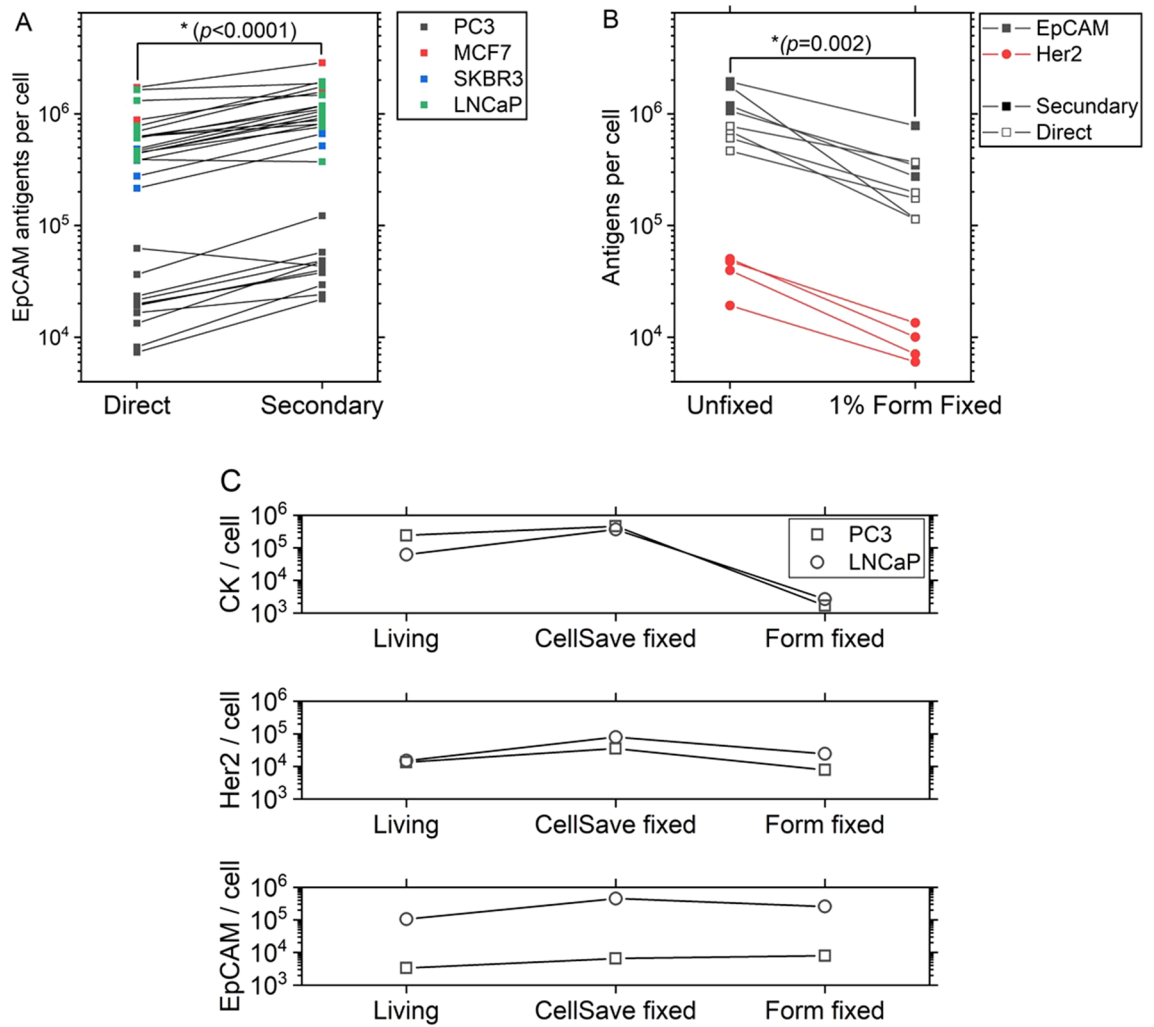 A
* (p<0.0001)
PC3
MCF7
SKBR3
LNCaP
EpCAM antigens per cell
10^6
10^5
10^4
Direct
Secondary
B
*(p=0.002)
EpCAM
Her2
Secundary
Direct
Antigens per cell
10^6
10^5
10^4
Unfixed
1% Form Fixed
C
CK / cell
10^6
10^5
10^4
10^3
PC3
LNCaP
Living
CellSave fixed
Form fixed
Her2 / cell
10^6
10^5
10^4
10^3
Living
CellSave fixed
Form fixed
EpCAM / cell
10^6
10^5
10^4
10^3
Living
CellSave fixed
Form fixed